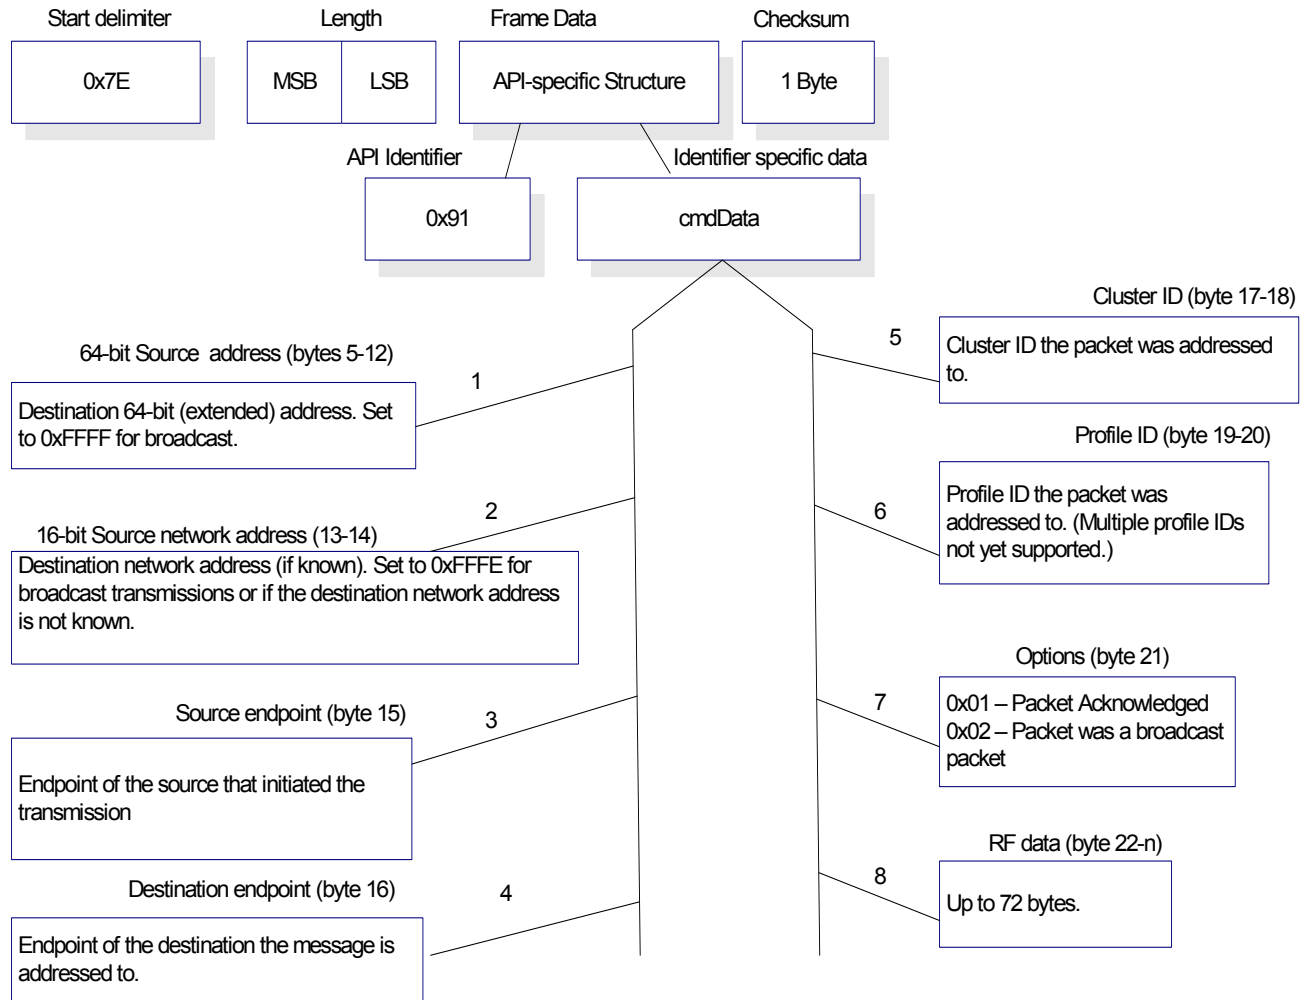 Start delimiter
Length
Frame Data
Checksum
0x7E
MSB
LSB
API-specific Structure
1 Byte
API Identifier
Identifier specific data
0x91
cmdData
64-bit Source address (bytes 5-12)
1
Destination 64-bit (extended) address. Set
to 0xFFFF for broadcast.
2
16-bit Source network address (13-14)
Destination network address (if known). Set to 0xFFFE for
broadcast transmissions or if the destination network address
is not known.
Source endpoint (byte 15)
3
Endpoint of the source that initiated the
transmission
Destination endpoint (byte 16)
4
Endpoint of the destination the message is
addressed to.
Cluster ID (byte 17-18)
5
Cluster ID the packet was addressed
to.
Profile ID (byte 19-20)
6
Profile ID the packet was
addressed to. (Multiple profile IDs
not yet supported.)
Options (byte 21)
7
0x01 – Packet Acknowledged
0x02 – Packet was a broadcast
packet
RF data (byte 22-n)
8
Up to 72 bytes.